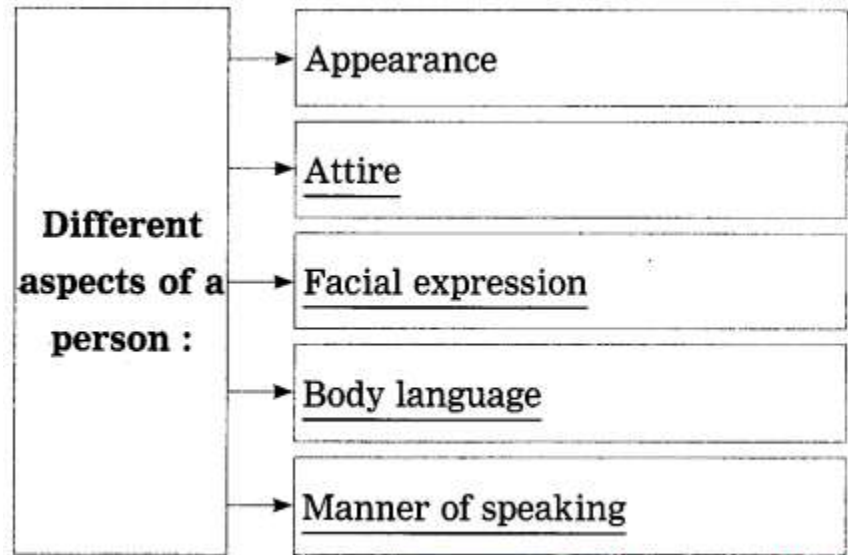 Different
aspects of a
person :
Appearance
Attire
Facial expression
Body language
Manner of speaking